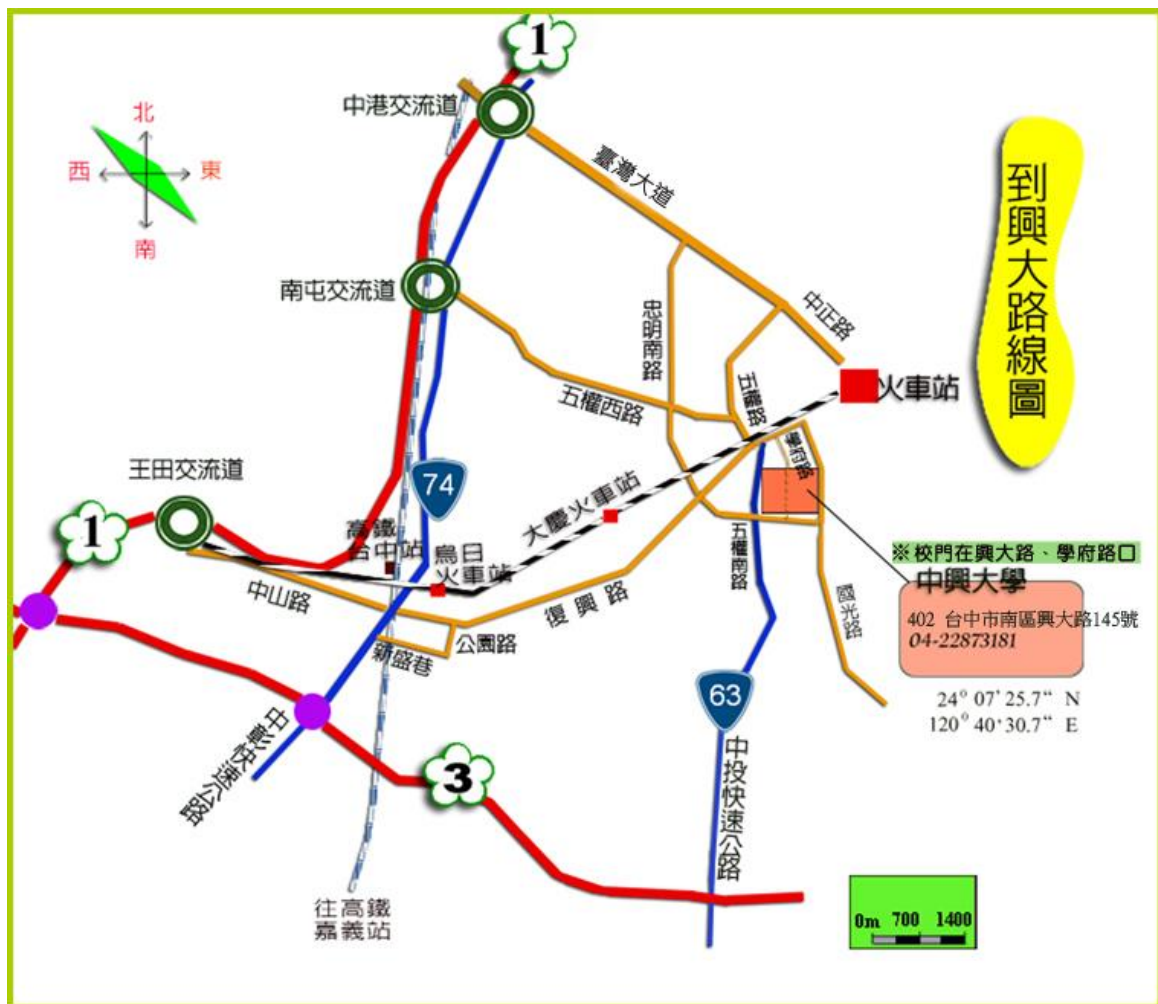 1
中港交流道
北
西
東
南
臺灣大道
到興大路線圖
南屯交流道
忠明南路
中正路
五權西路
五權路
火車站
學府路
王田交流道
74
大慶火車站
1
高鐵
台中站
烏日
火車站
五權南路
※校門在興大路、學府路口
中興大學
402 台中市南區興大路145號
04-22873181
中山路
復興路
國光路
公園路
新盛巷
63
24° 07' 25.7“ N
120° 40' 30.7“ E
中彰快速公路
3
中投快速公路
往高鐵
嘉義站
0m 700 1400